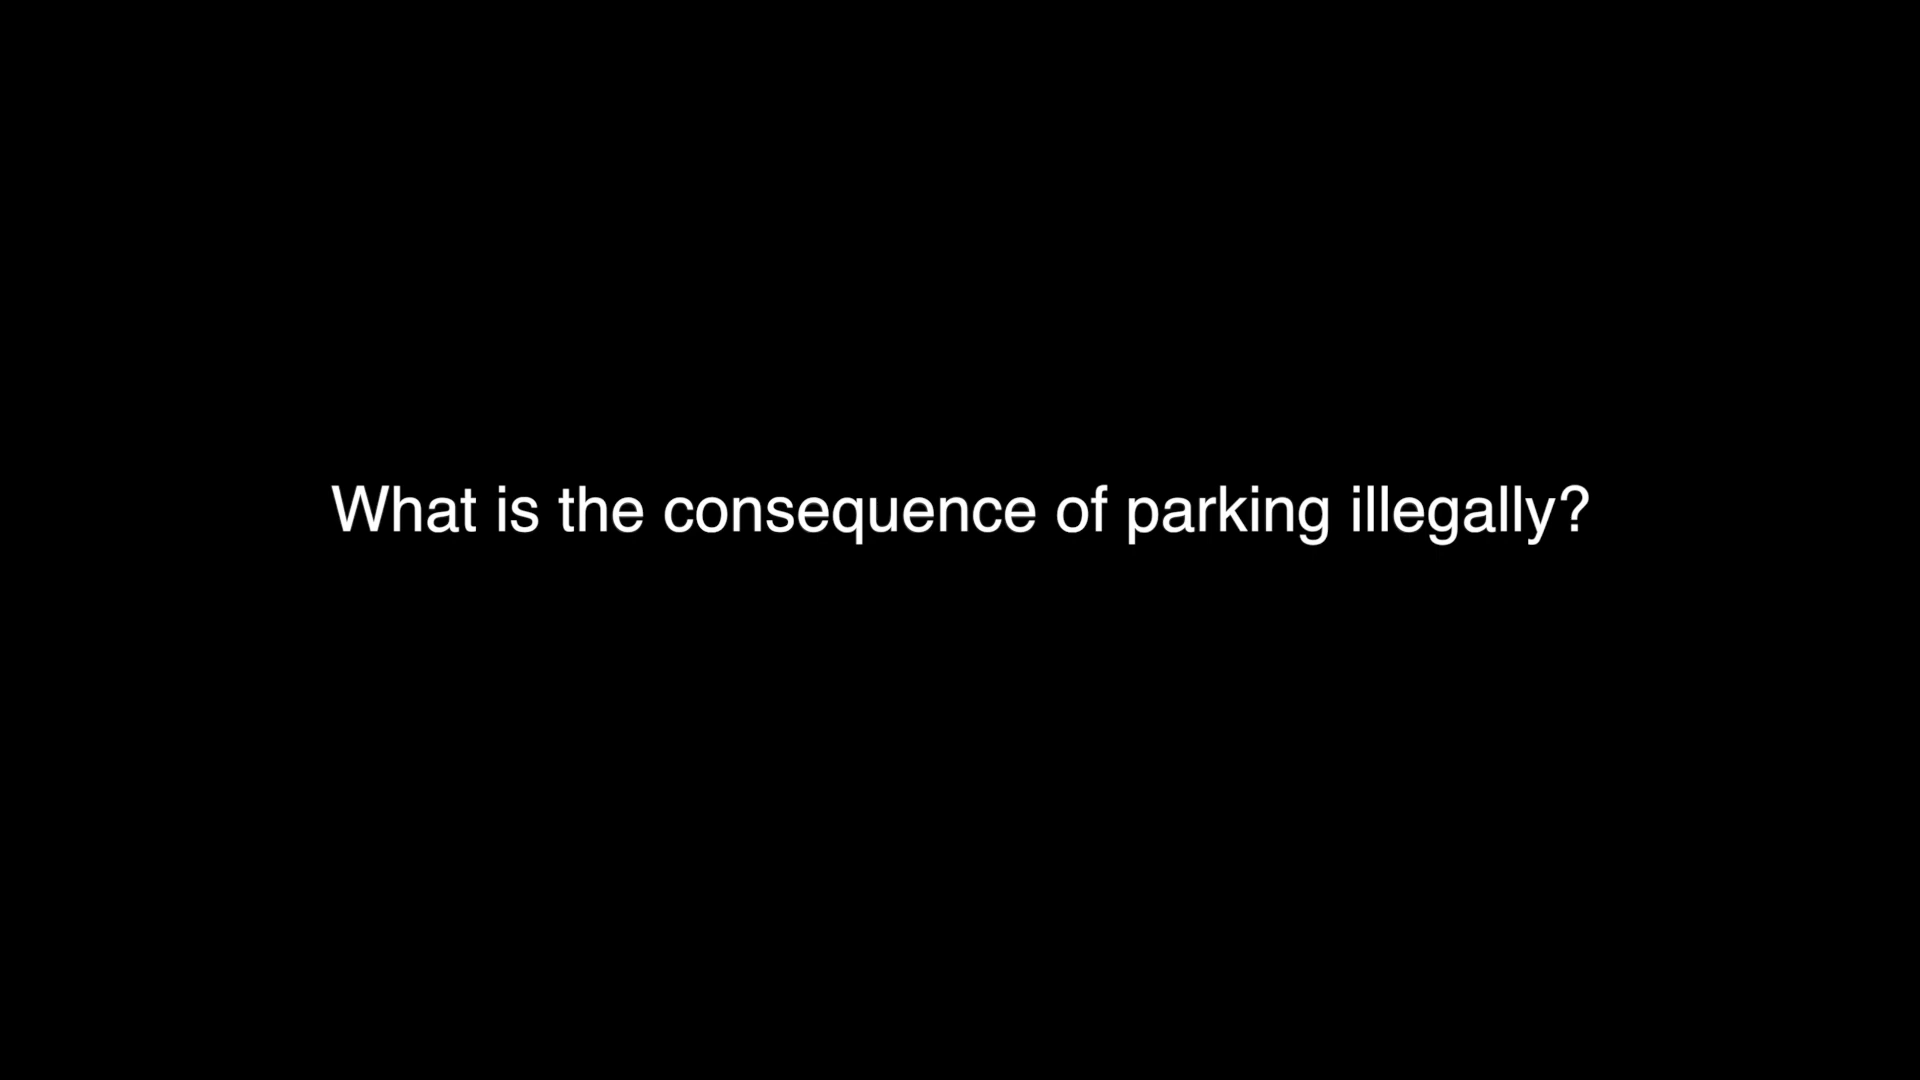 What is the consequence of parking illegally?